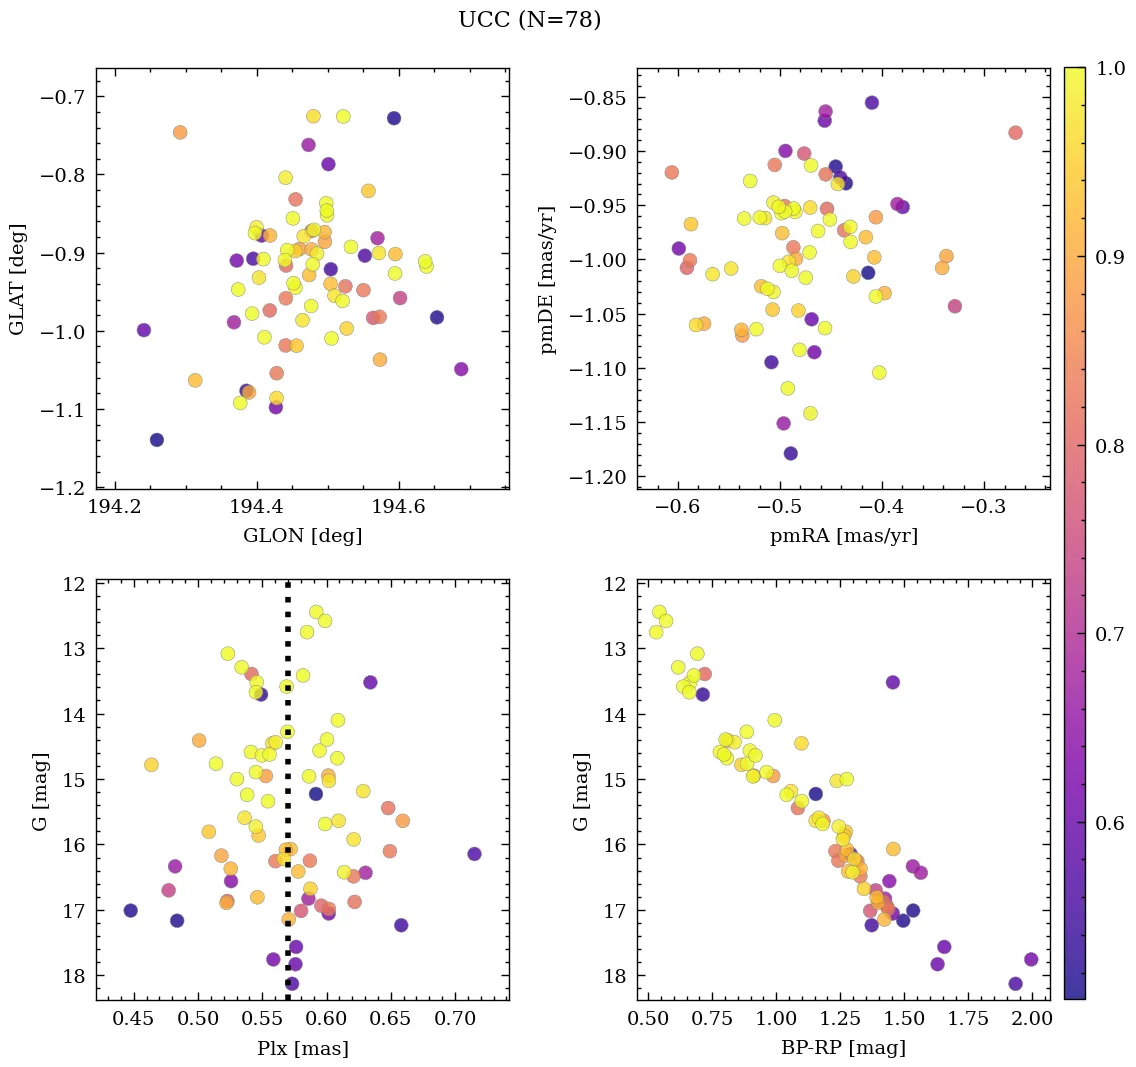 UCC (N=78)
−0.7
−0.8
−0.9
−1.0
−1.1
−1.2
GLAT [deg]
194.2 194.4 194.6
GLON [deg]
−0.85
−0.90
−0.95
−1.00
−1.05
−1.10
−1.15
−1.20
pmDE [mas/yr]
−0.6 −0.5 −0.4 −0.3
pmRA [mas/yr]
1.0
0.9
0.8
0.7
0.6
12
13
14
15
16
17
18
G [mag]
0.45 0.50 0.55 0.60 0.65 0.70
Plx [mas]
12
13
14
15
16
17
18
G [mag]
0.50 0.75 1.00 1.25 1.50 1.75 2.00
BP-RP [mag]